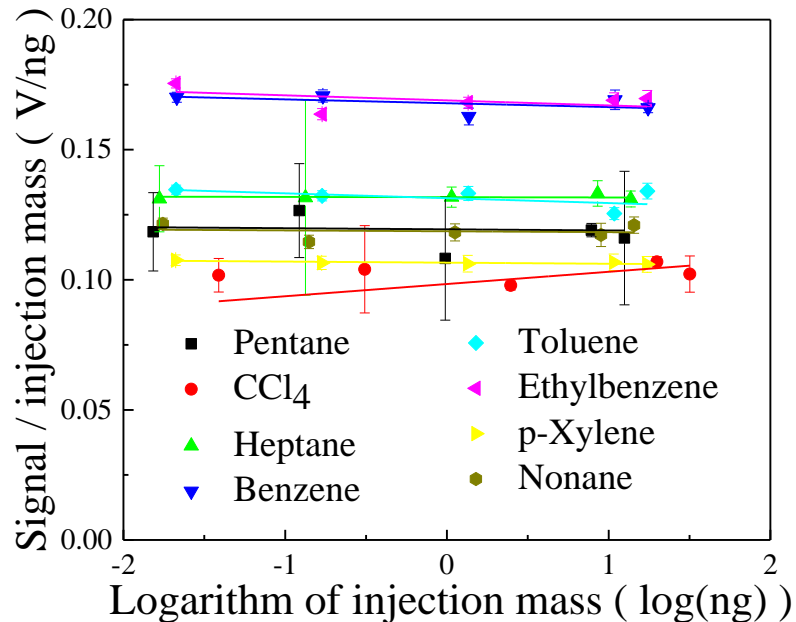 Signal / injection mass ( V/ng )
0.20
0.15
0.10
0.05
0.00
Pentane
CCl₄
Heptane
Benzene
Toluene
Ethylbenzene
p-Xylene
Nonane
-2 -1 0 1 2
Logarithm of injection mass ( log(ng) )